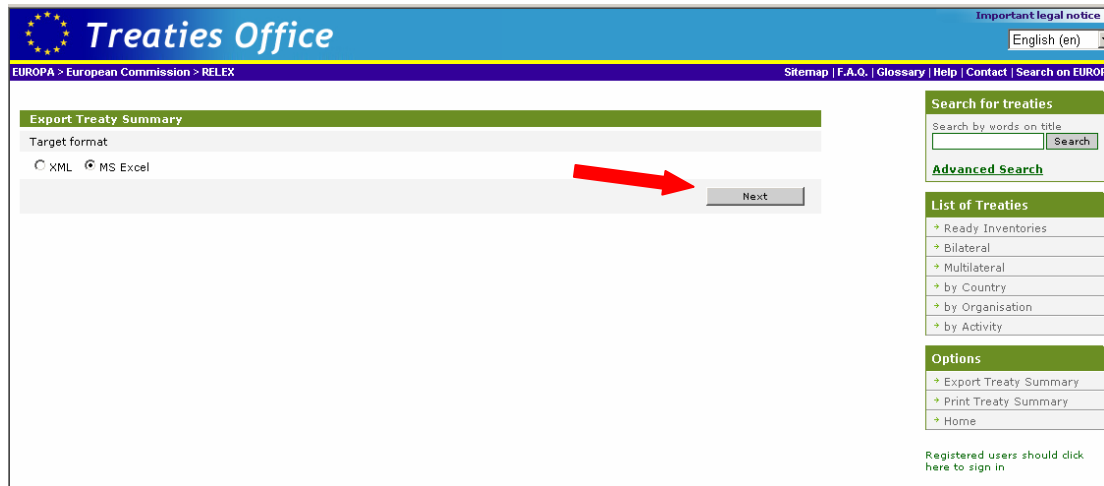 Important legal notice
Treaties Office
English (en)
EUROPA > European Commission > RELEX
Sitemap | F.A.Q. | Glossary | Help | Contact | Search on EUROP
Export Treaty Summary
Target format
XML MS Excel
Next
Search for treaties
Search by words on title
Search
Advanced Search
List of Treaties
Ready Inventories
Bilateral
Multilateral
by Country
by Organisation
by Activity
Options
Export Treaty Summary
Print Treaty Summary
Home
Registered users should click
here to sign in